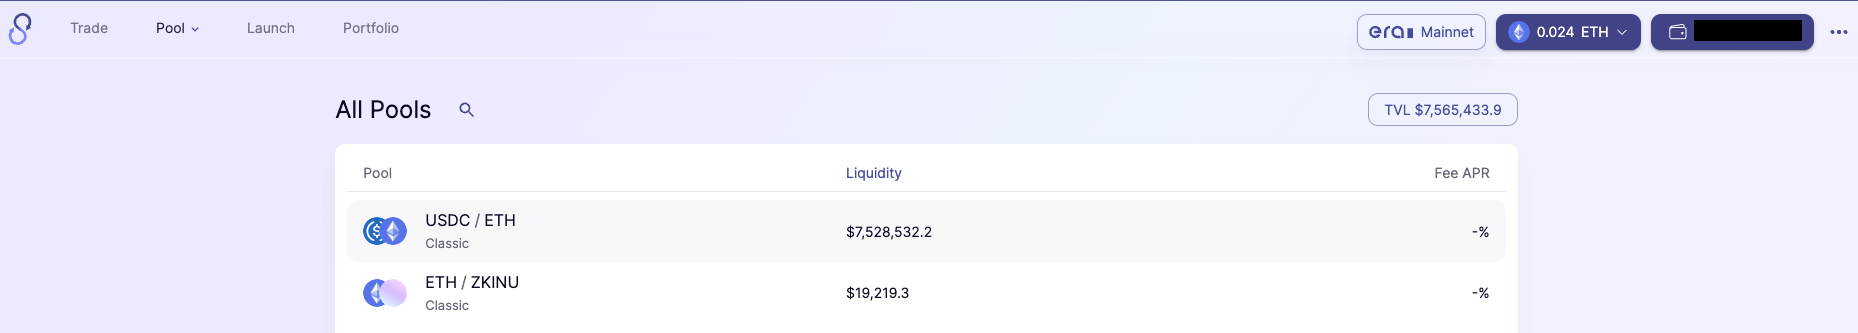 Trade Pool Launch Portfolio era Mainnet 0.024 ETH
All Pools TVL $7,565,433.9
Pool Liquidity Fee APR
USDC / ETH
Classic
$7,528,532.2 -%
ETH / ZKINU
Classic
$19,219.3 -%